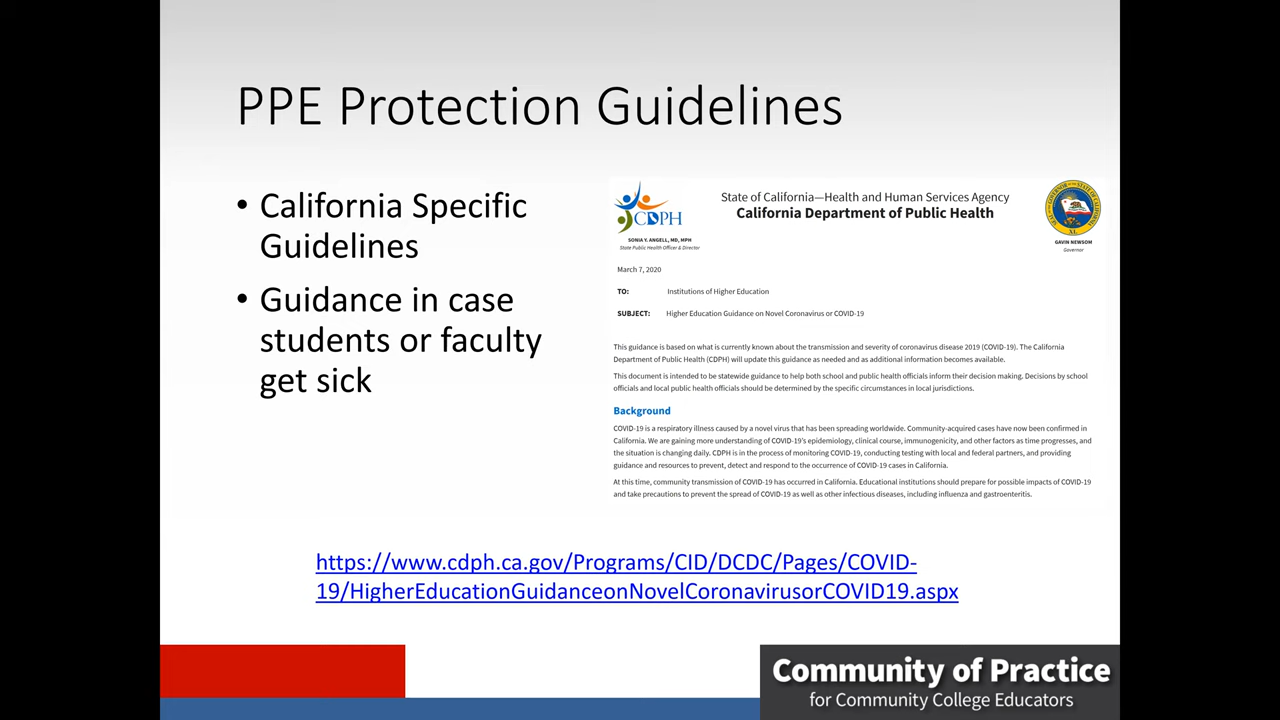 PPE Protection Guidelines
• California Specific
Guidelines
• Guidance in case
students or faculty
get sick
CDPH
SONIA Y. ANGELL, MD, MPH
State Public Health Officer & Director
State of California—Health and Human Services Agency
California Department of Public Health
GAVIN NEWSOM
Governor
March 7, 2020
TO: Institutions of Higher Education
SUBJECT: Higher Education Guidance on Novel Coronavirus or COVID-19
This guidance is based on what is currently known about the transmission and severity of coronavirus disease 2019 (COVID-19). The California
Department of Public Health (CDPH) will update this guidance as needed and as additional information becomes available.
This document is intended to be statewide guidance to help both school and public health officials inform their decision making. Decisions by school
officials and local public health officials should be determined by the specific circumstances in local jurisdictions.
Background
COVID-19 is a respiratory illness caused by a novel virus that has been spreading worldwide. Community-acquired cases have now been confirmed in
California. We are gaining more understanding of COVID-19's epidemiology, clinical course, immunogenicity, and other factors as time progresses, and
the situation is changing daily. CDPH is in the process of monitoring COVID-19, conducting testing with local and federal partners, and providing
guidance and resources to prevent, detect and respond to the occurrence of COVID-19 cases in California.
At this time, community transmission of COVID-19 has occurred in California. Educational institutions should prepare for possible impacts of COVID-19
and take precautions to prevent the spread of COVID-19 as well as other infectious diseases, including influenza and gastroenteritis.
https://www.cdph.ca.gov/Programs/CID/DCDC/Pages/COVID-
19/HigherEducationGuidanceonNovelCoronavirusorCOVID19.aspx
Community of Practice
for Community College Educators